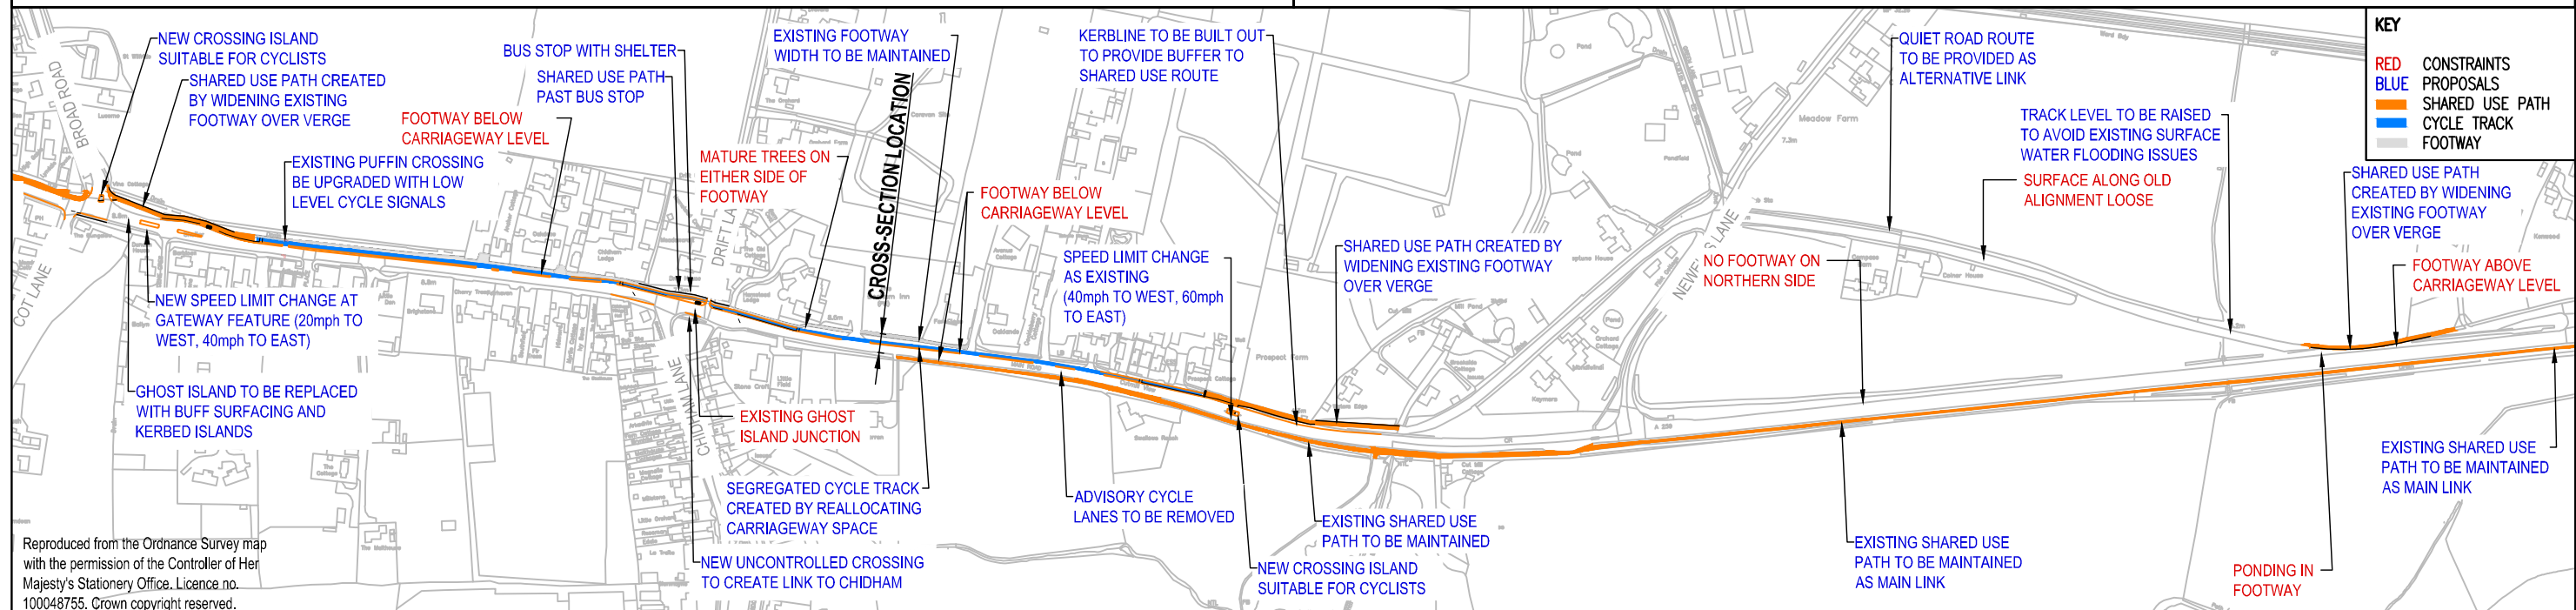 NEW CROSSING ISLAND
SUITABLE FOR CYCLISTS
SHARED USE PATH CREATED
BY WIDENING EXISTING
FOOTWAY OVER VERGE
BROAD ROAD
EXISTING PUFFIN CROSSING
BE UPGRADED WITH LOW
LEVEL CYCLE SIGNALS
FOOTWAY BELOW
CARRIAGEWAY LEVEL
BUS STOP WITH SHELTER
SHARED USE PATH
PAST BUS STOP
EXISTING FOOTWAY
WIDTH TO BE MAINTAINED
MATURE TREES ON
EITHER SIDE OF
FOOTWAY
CROSS-SECTION LOCATION
FOOTWAY BELOW
CARRIAGEWAY LEVEL
KERBLINE TO BE BUILT OUT
TO PROVIDE BUFFER TO
SHARED USE ROUTE
SPEED LIMIT CHANGE
AS EXISTING
(40mph TO WEST, 60mph
TO EAST)
SHARED USE PATH CREATED BY
WIDENING EXISTING FOOTWAY
OVER VERGE
QUIET ROAD ROUTE
TO BE PROVIDED AS
ALTERNATIVE LINK
TRACK LEVEL TO BE RAISED
TO AVOID EXISTING SURFACE
WATER FLOODING ISSUES
SURFACE ALONG OLD
ALIGNMENT LOOSE
NO FOOTWAY ON
NORTHERN SIDE
KEY
RED CONSTRAINTS
BLUE PROPOSALS
SHARED USE PATH
CYCLE TRACK
FOOTWAY
SHARED USE PATH
CREATED BY WIDENING
EXISTING FOOTWAY
OVER VERGE
FOOTWAY ABOVE
CARRIAGEWAY LEVEL
COT LANE
NEW SPEED LIMIT CHANGE AT
GATEWAY FEATURE (20mph TO
WEST, 40mph TO EAST)
GHOST ISLAND TO BE REPLACED
WITH BUFF SURFACING AND
KERBED ISLANDS
EXISTING GHOST
ISLAND JUNCTION
SEGREGATED CYCLE TRACK
CREATED BY REALLOCATING
CARRIAGEWAY SPACE
NEW UNCONTROLLED CROSSING
TO CREATE LINK TO CHIDHAM
MAIN ROAD
ADVISORY CYCLE
LANES TO BE REMOVED
EXISTING SHARED USE
PATH TO BE MAINTAINED
NEW CROSSING ISLAND
SUITABLE FOR CYCLISTS
EXISTING SHARED USE
PATH TO BE MAINTAINED
AS MAIN LINK
PONDING IN
FOOTWAY
EXISTING SHARED USE
PATH TO BE MAINTAINED
AS MAIN LINK
Meadow Farm
Prospect Farm
Pond
A 259
Reproduced from the Ordnance Survey map
with the permission of the Controller of Her
Majesty's Stationery Office. Licence no.
100048755. Crown copyright reserved.